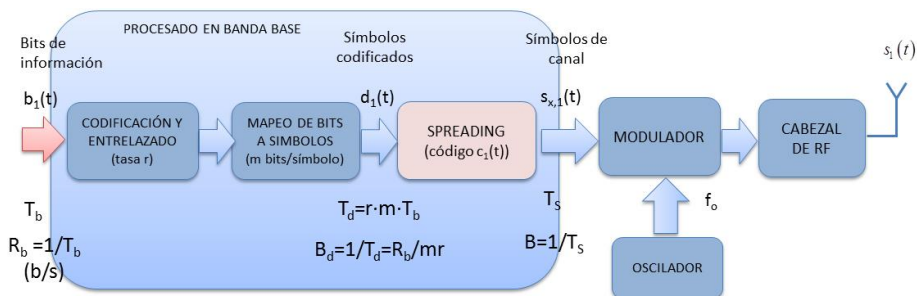 PROCESADO EN BANDA BASE
Bits de
información
Símbolos
codificados
Símbolos de
canal
b1(t)
d1(t)
sx,1(t)
s1(t)
CODIFICACIÓN Y
ENTRELAZADO
(tasa r)
MAPEO DE BITS
A SIMBOLOS
(m bits/símbolo)
SPREADING
(código c1(t))
MODULADOR
CABEZAL
DE RF
Tb
Td=r·m·Tb
TS
fo
Rb =1/Tb
(b/s)
Bd=1/Td=Rb/mr
B=1/TS
OSCILADOR